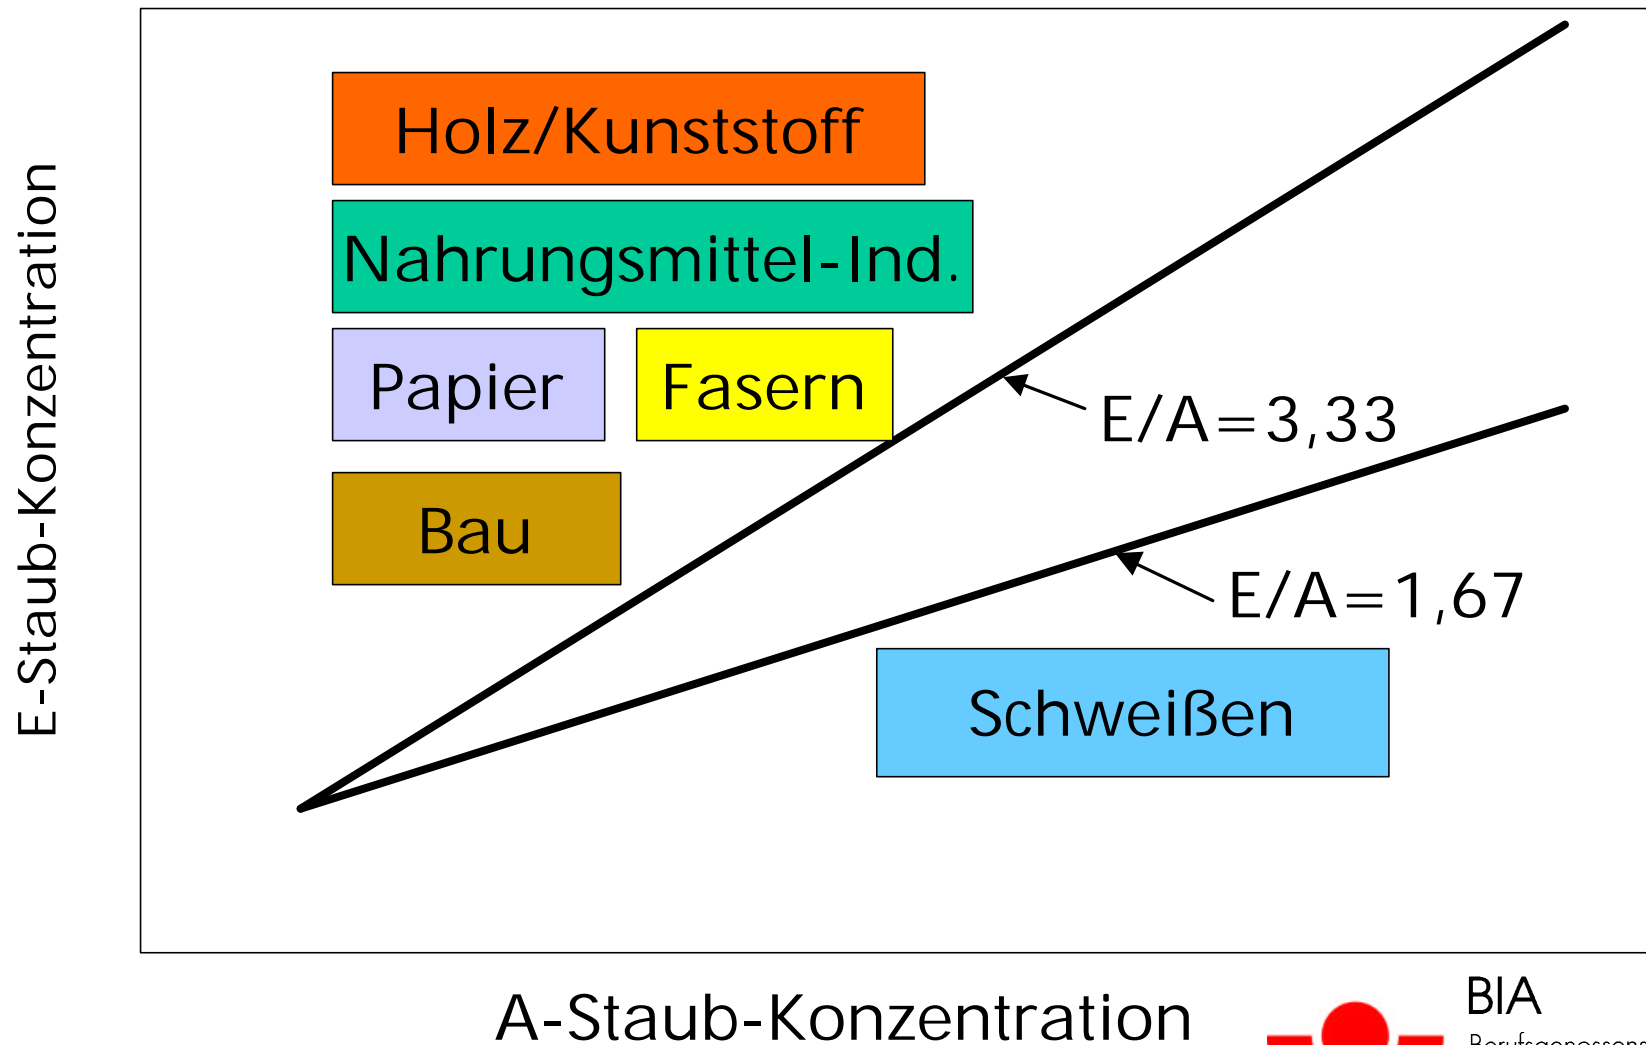 E-Staub-Konzentration
Holz/Kunststoff
Nahrungsmittel-Ind.
Papier
Fasern
Bau
E/A=3,33
E/A=1,67
Schweißen
A-Staub-Konzentration
BIA